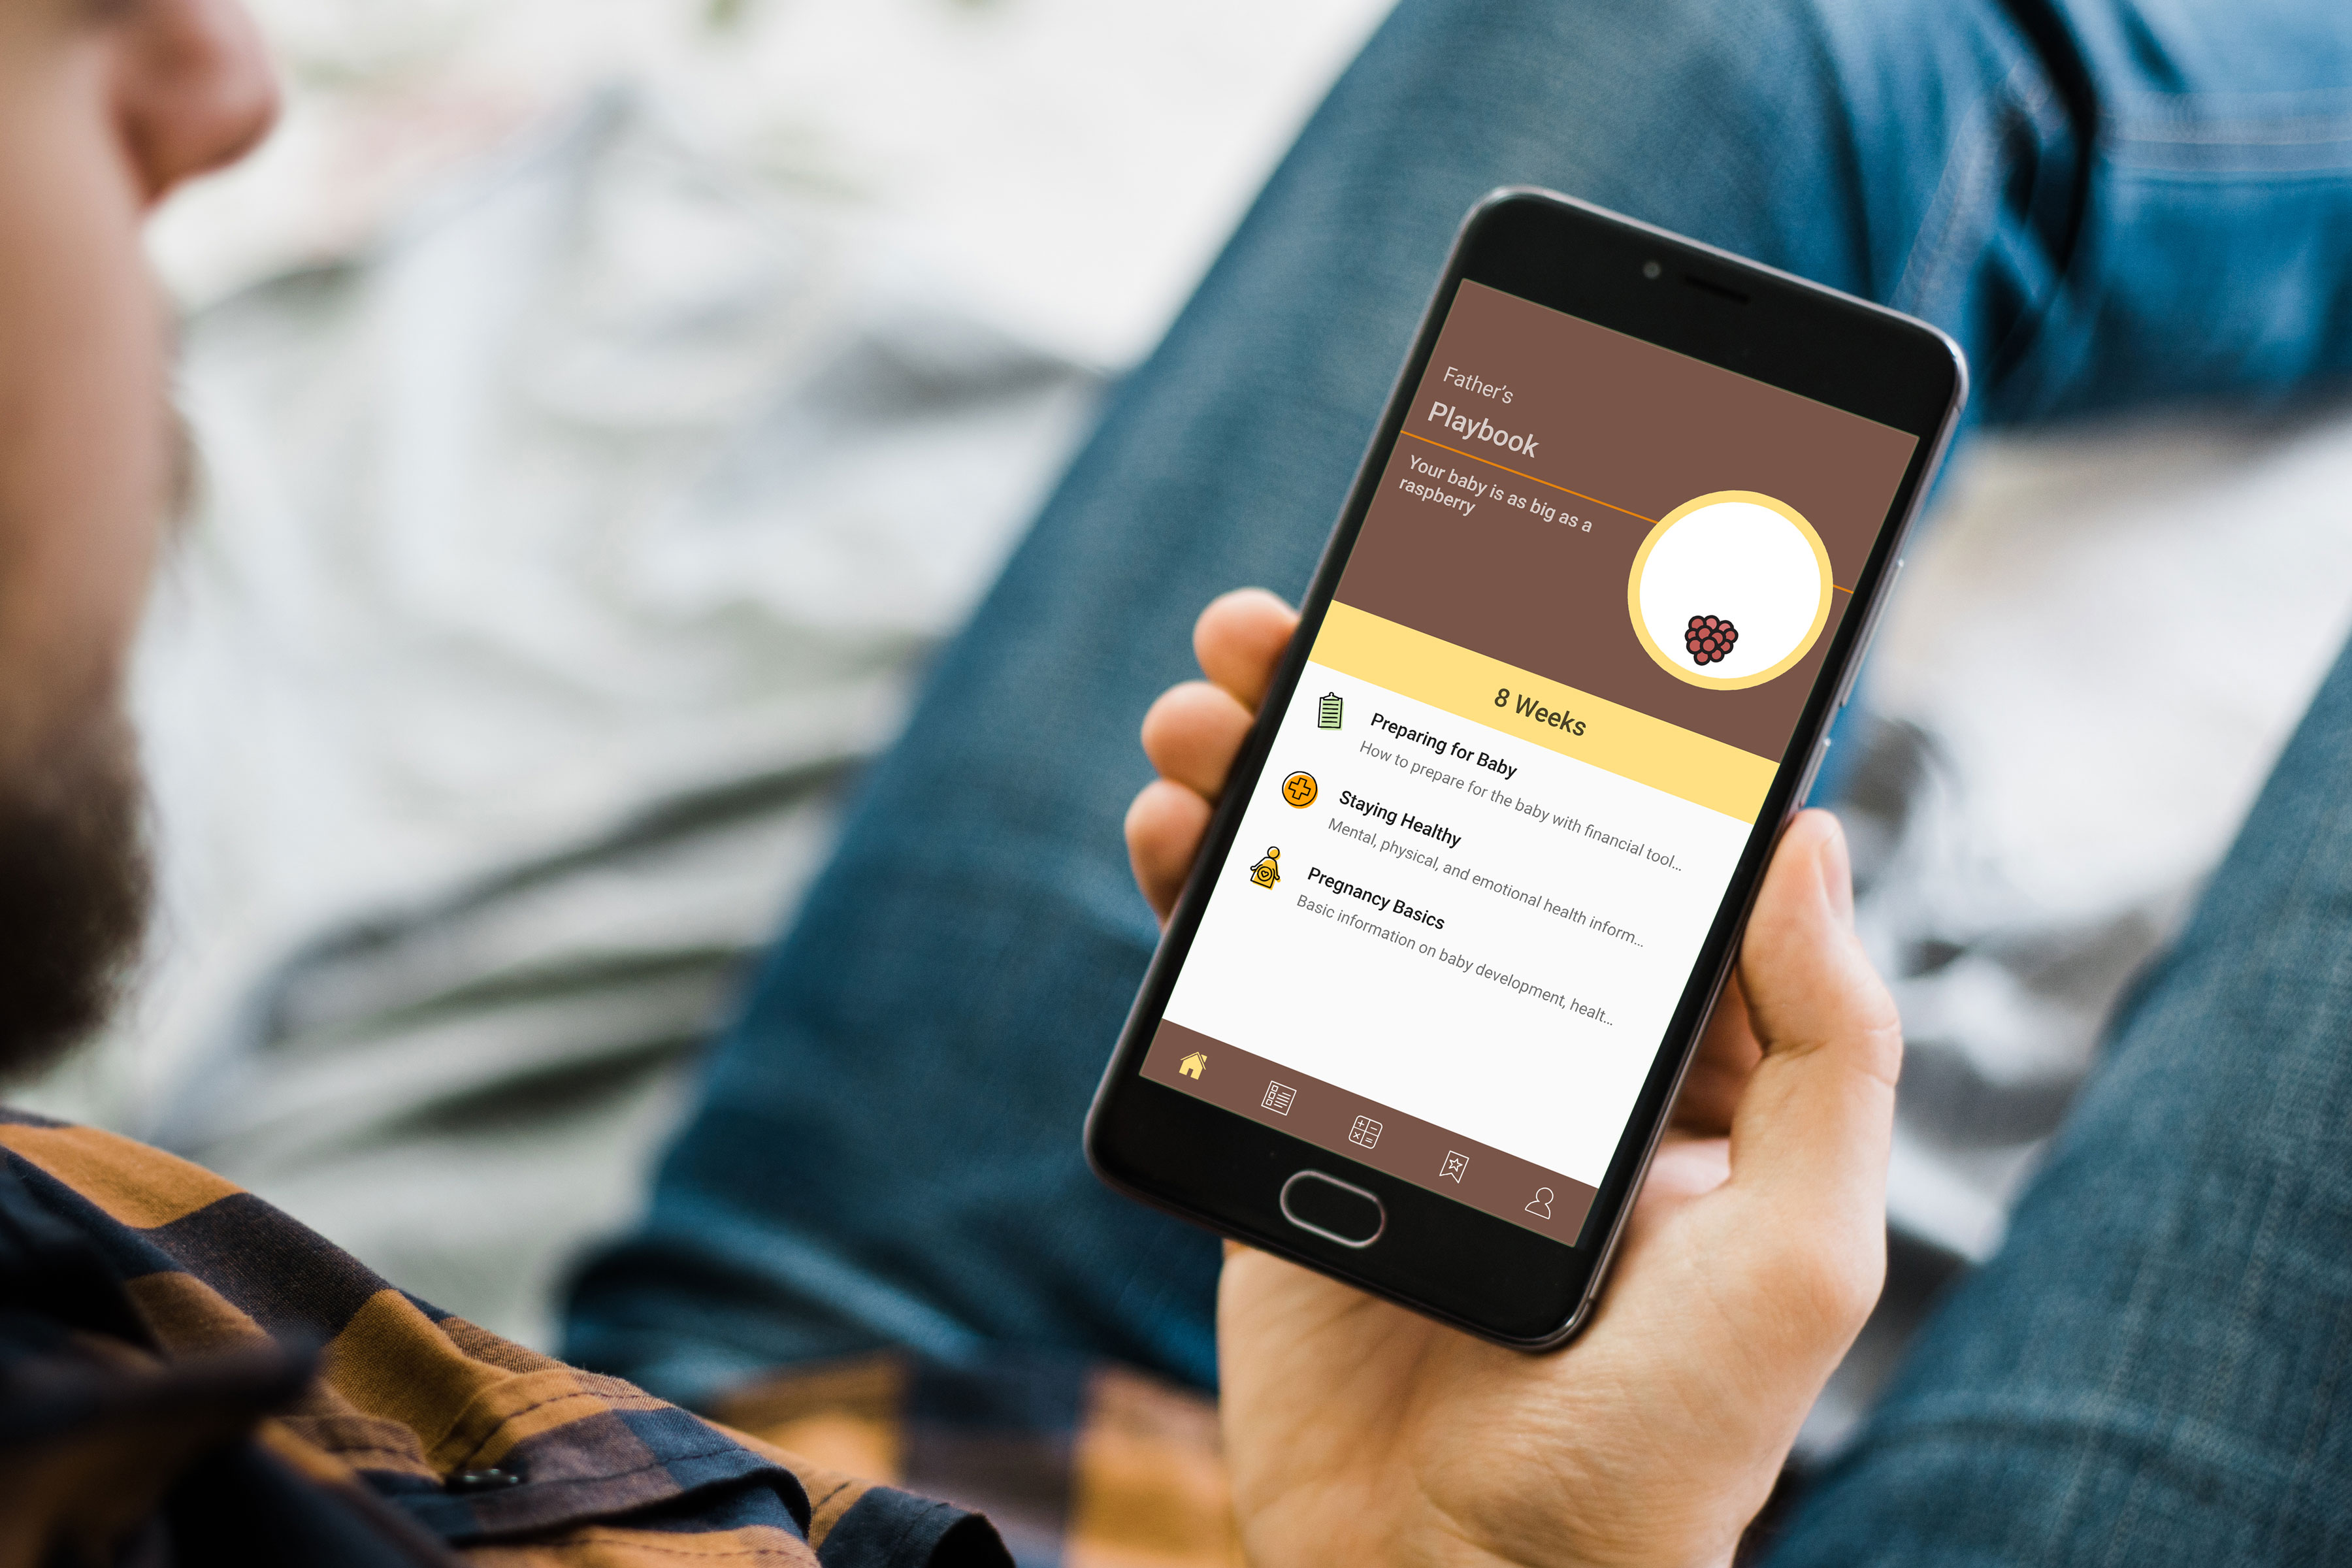 Father's
Playbook
Your baby is as big as a
raspberry
8 Weeks
Preparing for Baby
How to prepare for the baby with financial tool...
Staying Healthy
Mental, physical, and emotional health inform...
Pregnancy Basics
Basic information on baby development, healt...